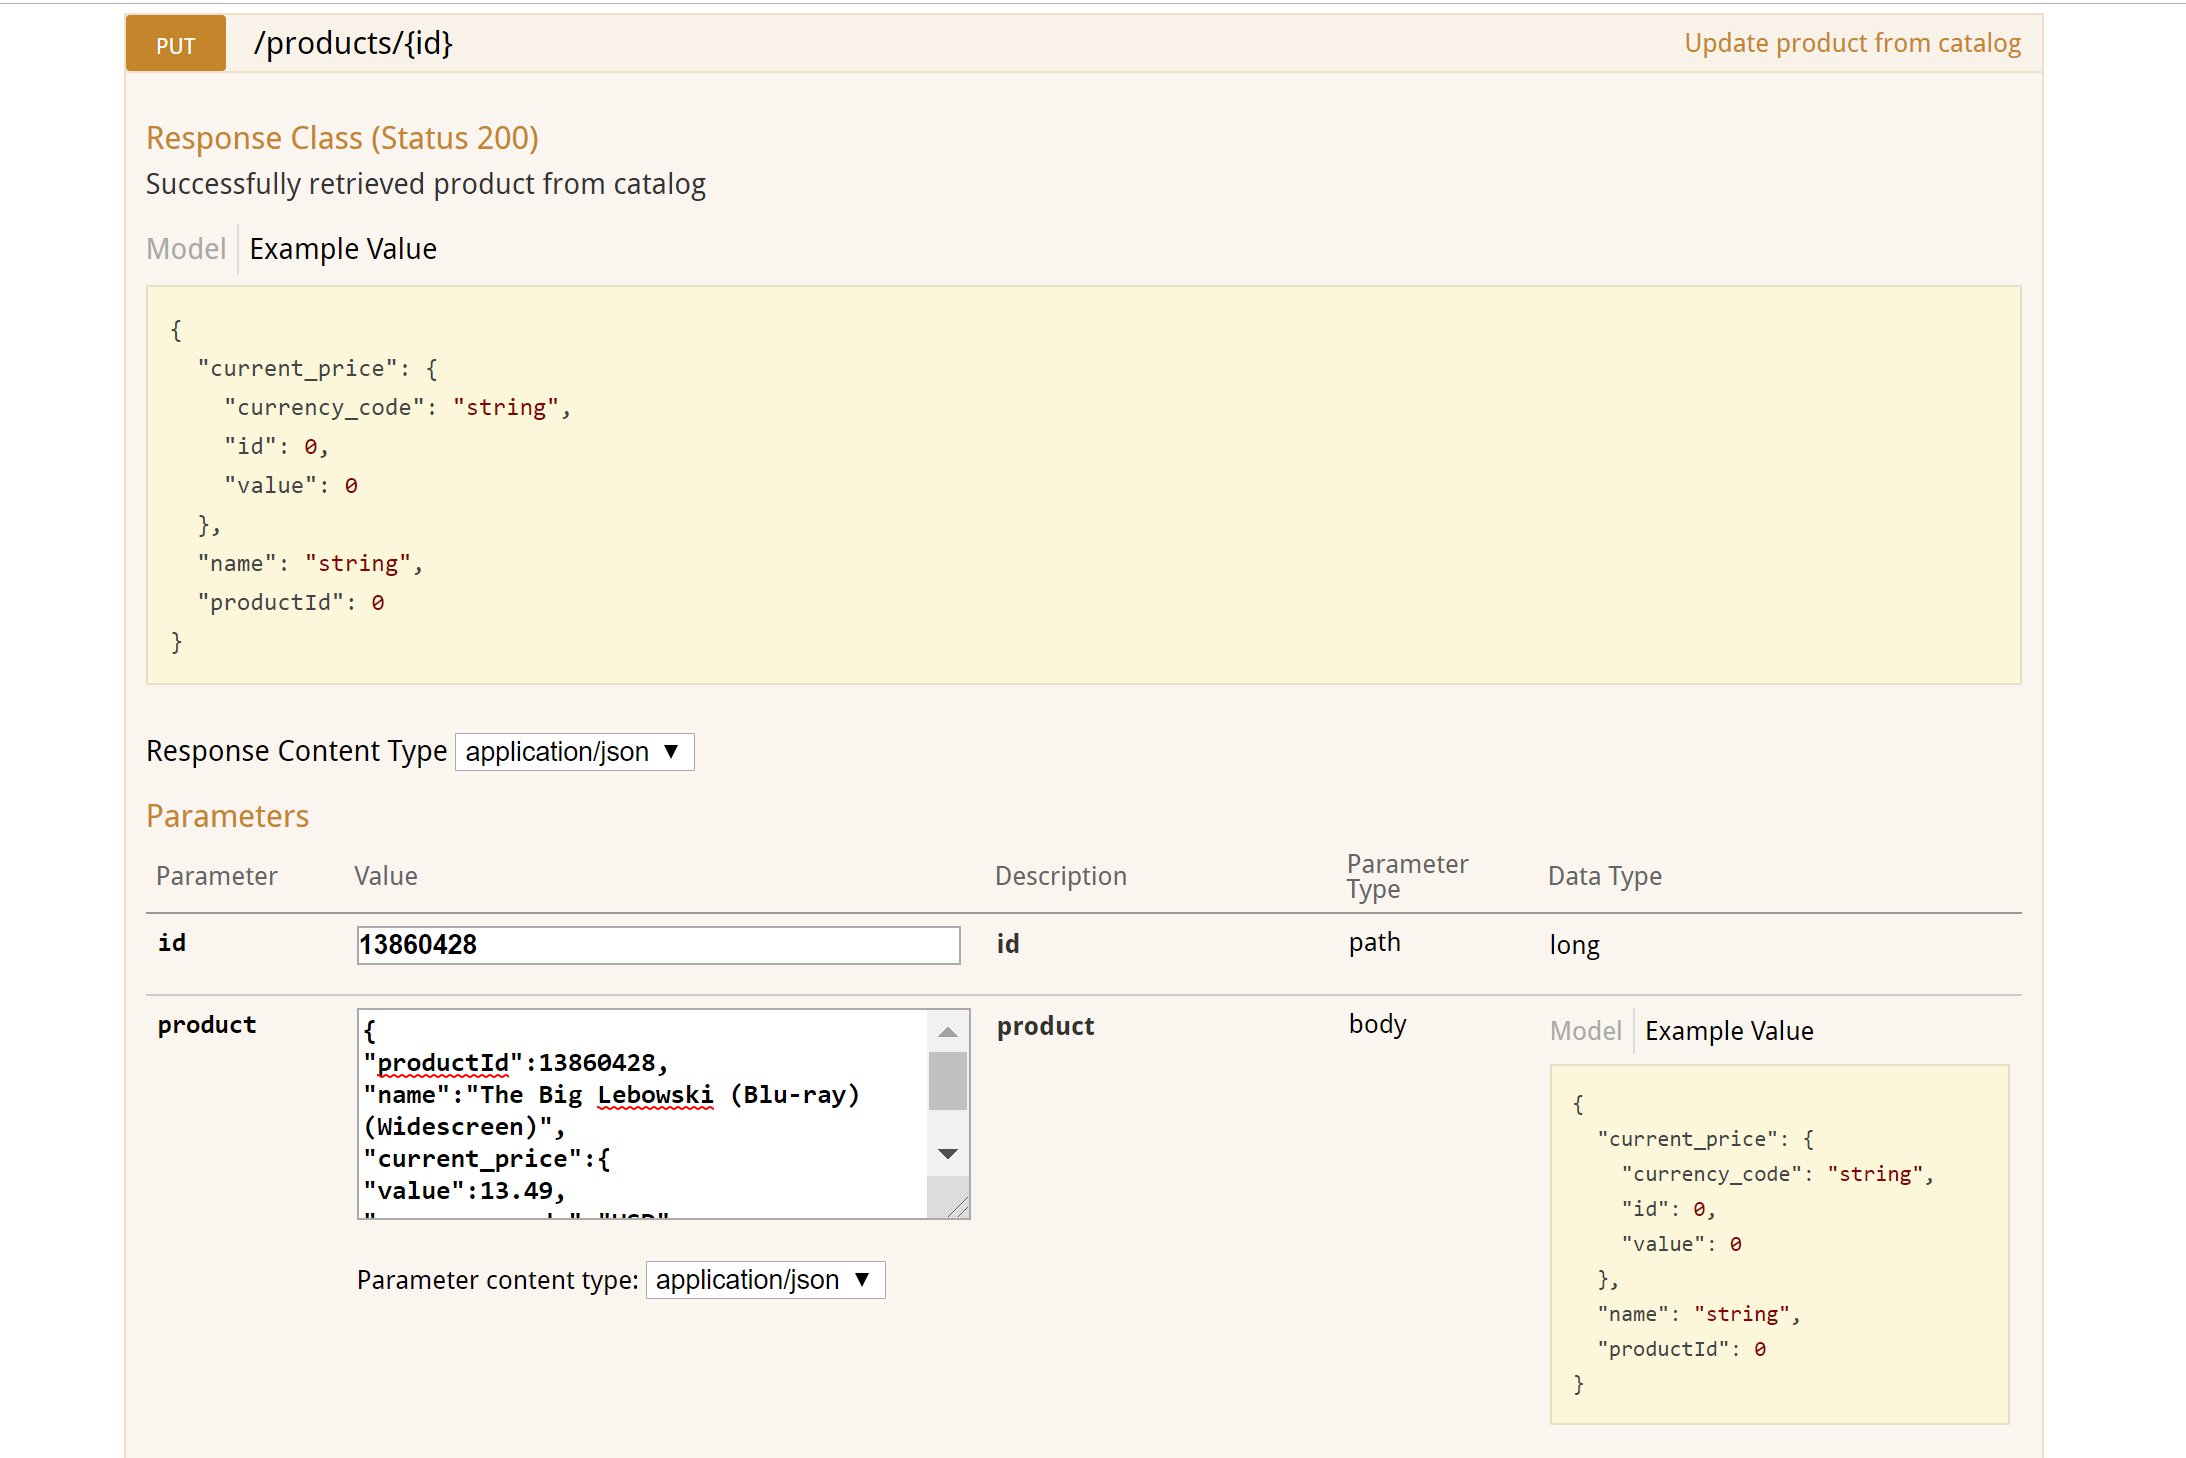 PUT /products/{id} Update product from catalog
Response Class (Status 200)
Successfully retrieved product from catalog
Model Example Value
{
"current_price": {
"currency_code": "string",
"id": 0,
"value": 0
},
"name": "string",
"productId": 0
}
Response Content Type application/json
Parameters
Parameter Value Description Parameter Type Data Type
id 13860428 id path long
product
{
"productId":13860428,
"name":"The Big Lebowski (Blu-ray)
(Widescreen)",
"current_price":{
"value":13.49,
Parameter content type: application/json
product body
Model Example Value
{
"current_price": {
"currency_code": "string",
"id": 0,
"value": 0
},
"name": "string",
"productId": 0
}